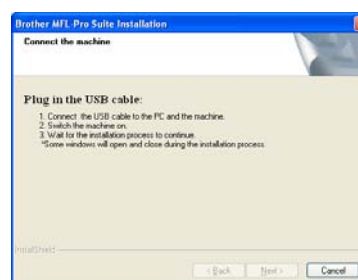 Brother MFL-Pro Suite Installation
Connect the machine
Plug in the USB cable:
1. Connect the USB cable to the PC and the machine.
2. Switch the machine on.
3. Wait for the installation process to continue.
*Some windows will open and close during the installation process.
InstallShield
< Back
Next >
Cancel